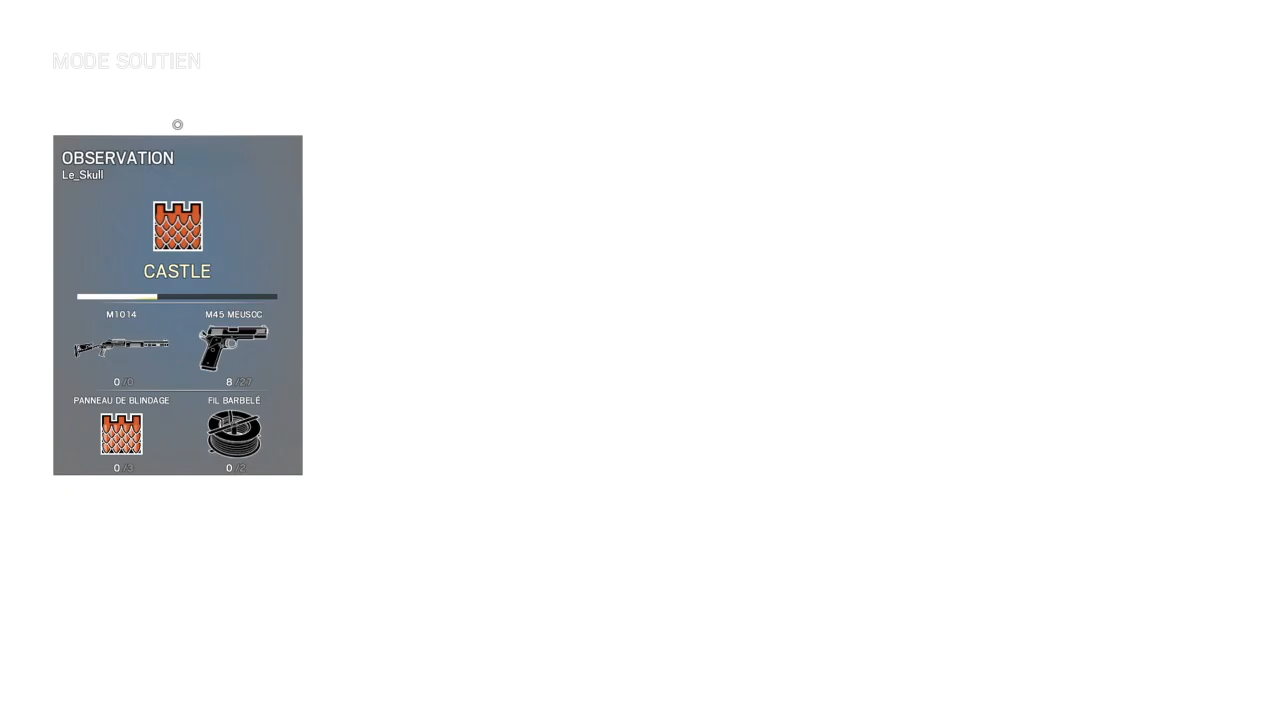 MODE SOUTIEN
OBSERVATION
Le_Skull
CASTLE
M1014
M45 MEUSOC
0/0
8/27
PANNEAU DE BLINDAGE
FIL BARBELÉ
0/3
0/2